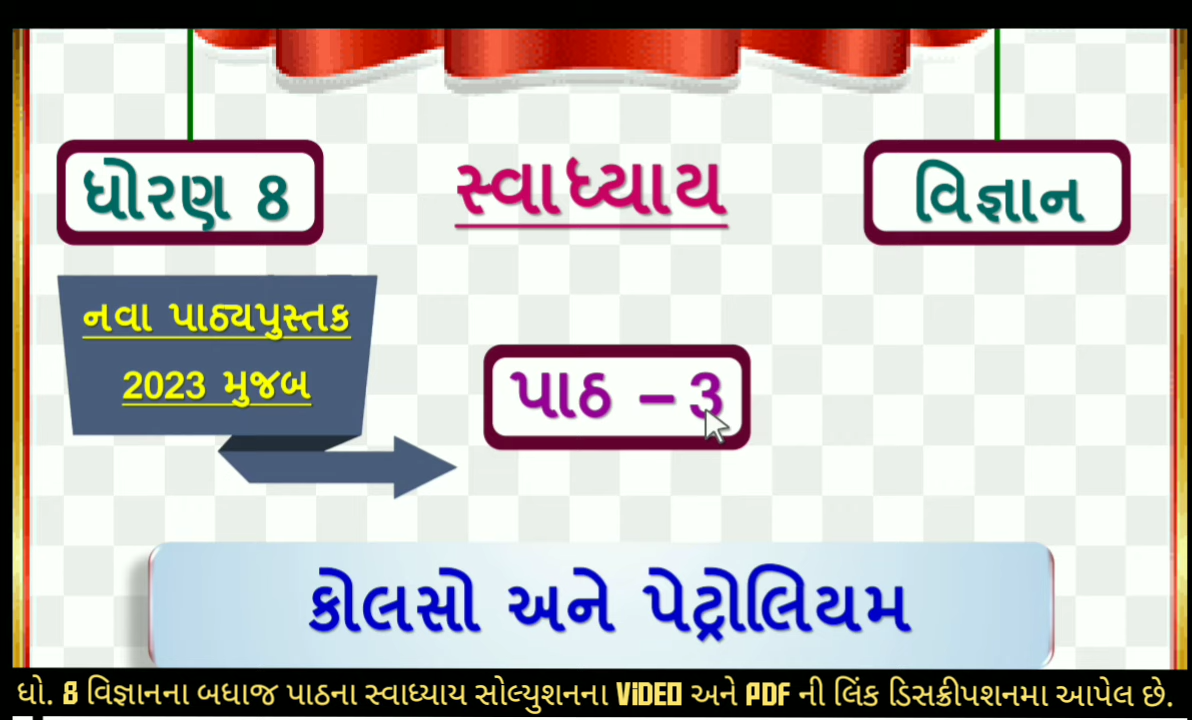 ધોરણ 8
સ્વાધ્યાય
વિજ્ઞાન
નવા પાઠ્યપુસ્તક
2023 મુજબ
પાઠ – 3
કોલસો અને પેટ્રોલિયમ
ધો. 8 વિજ્ઞાનના બધાજ પાઠના સ્વાધ્યાય સોલ્યુશનના ViDEO અને PDF ની લિંક ડિસક્રીપશનમા આપેલ છે.